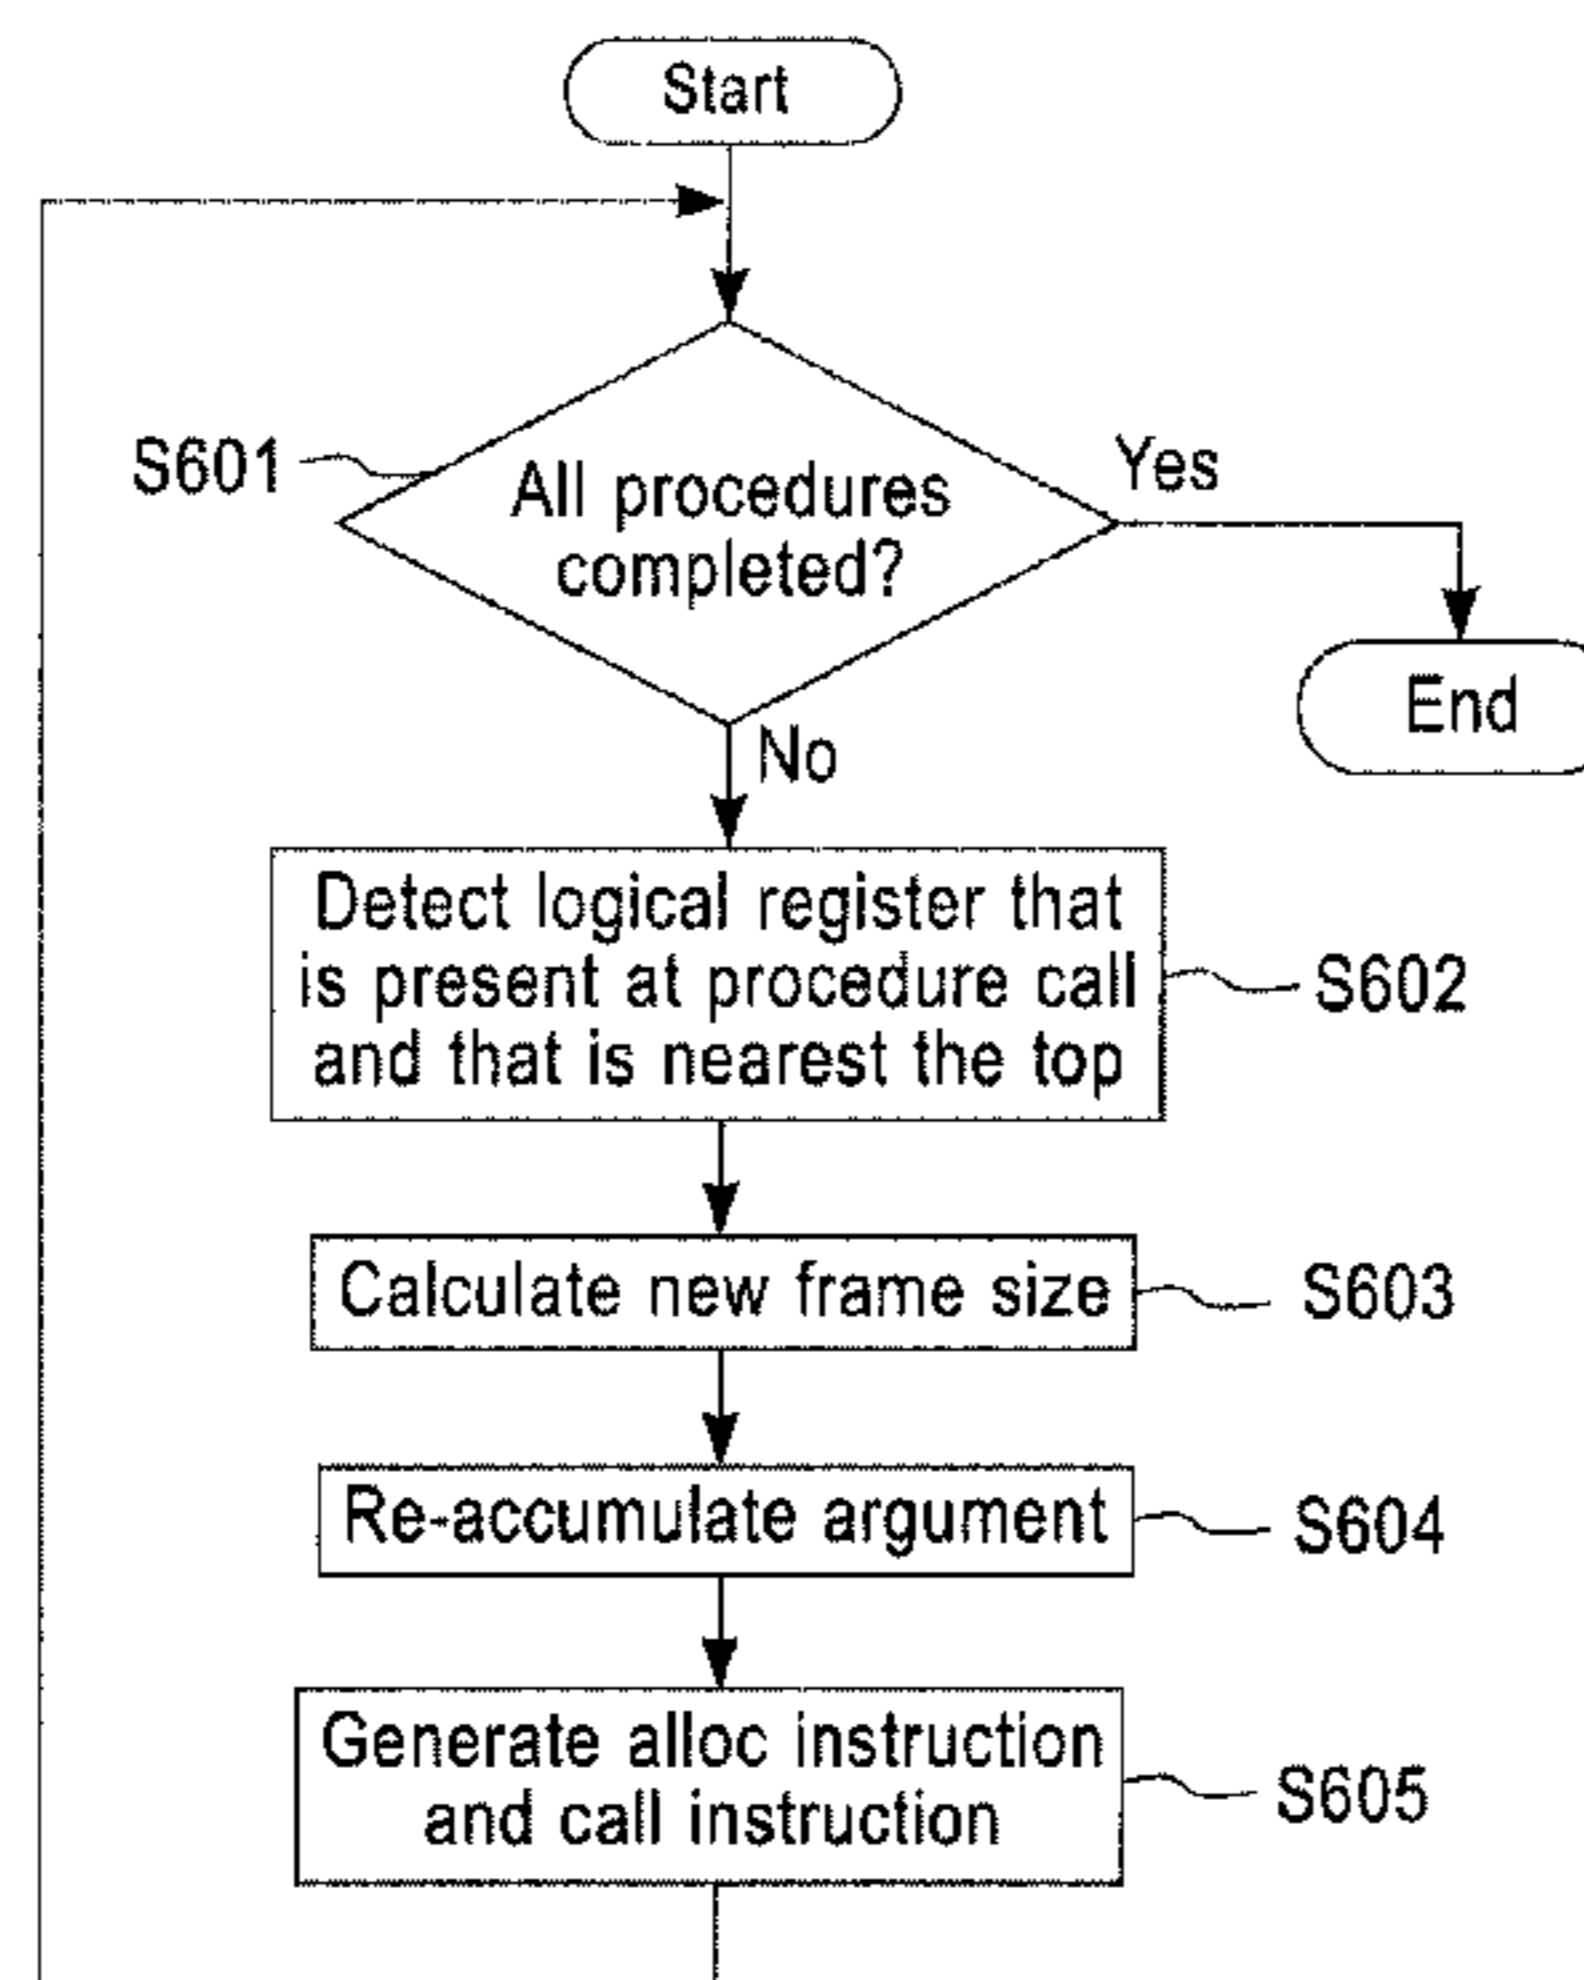 Start
S601
All procedures
completed?
Yes
End
No
Detect logical register that
is present at procedure call
and that is nearest the top
S602
Calculate new frame size
S603
Re-accumulate argument
S604
Generate alloc instruction
and call instruction
S605